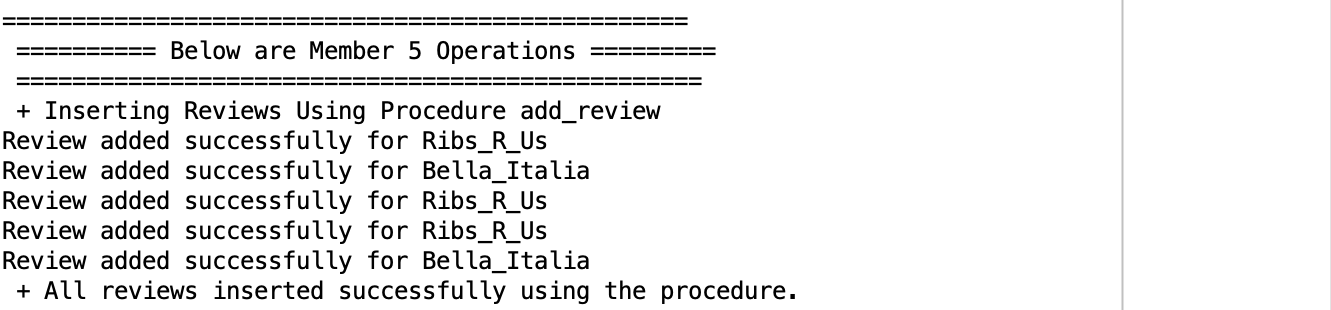 =================================================
========== Below are Member 5 Operations =========
=================================================
+ Inserting Reviews Using Procedure add_review
Review added successfully for Ribs_R_Us
Review added successfully for Bella_Italia
Review added successfully for Ribs_R_Us
Review added successfully for Ribs_R_Us
Review added successfully for Bella_Italia
+ All reviews inserted successfully using the procedure.